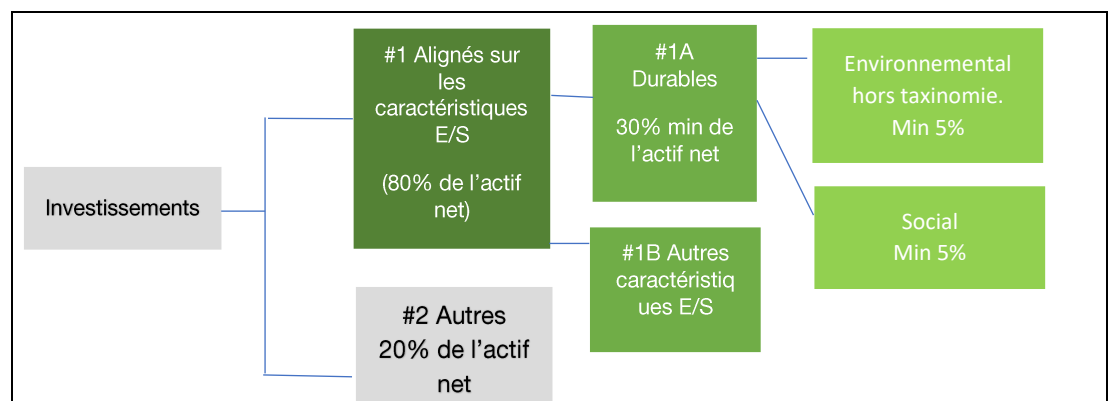 Investissements
#1 Alignés sur
les
caractéristiques
E/S
(80% de l’actif
net)
#2 Autres
20% de l’actif
net
#1A
Durables
30% min de
l’actif net
#1B Autres
caractéristiq
ues E/S
Environnemental
hors taxinomie.
Min 5%
Social
Min 5%